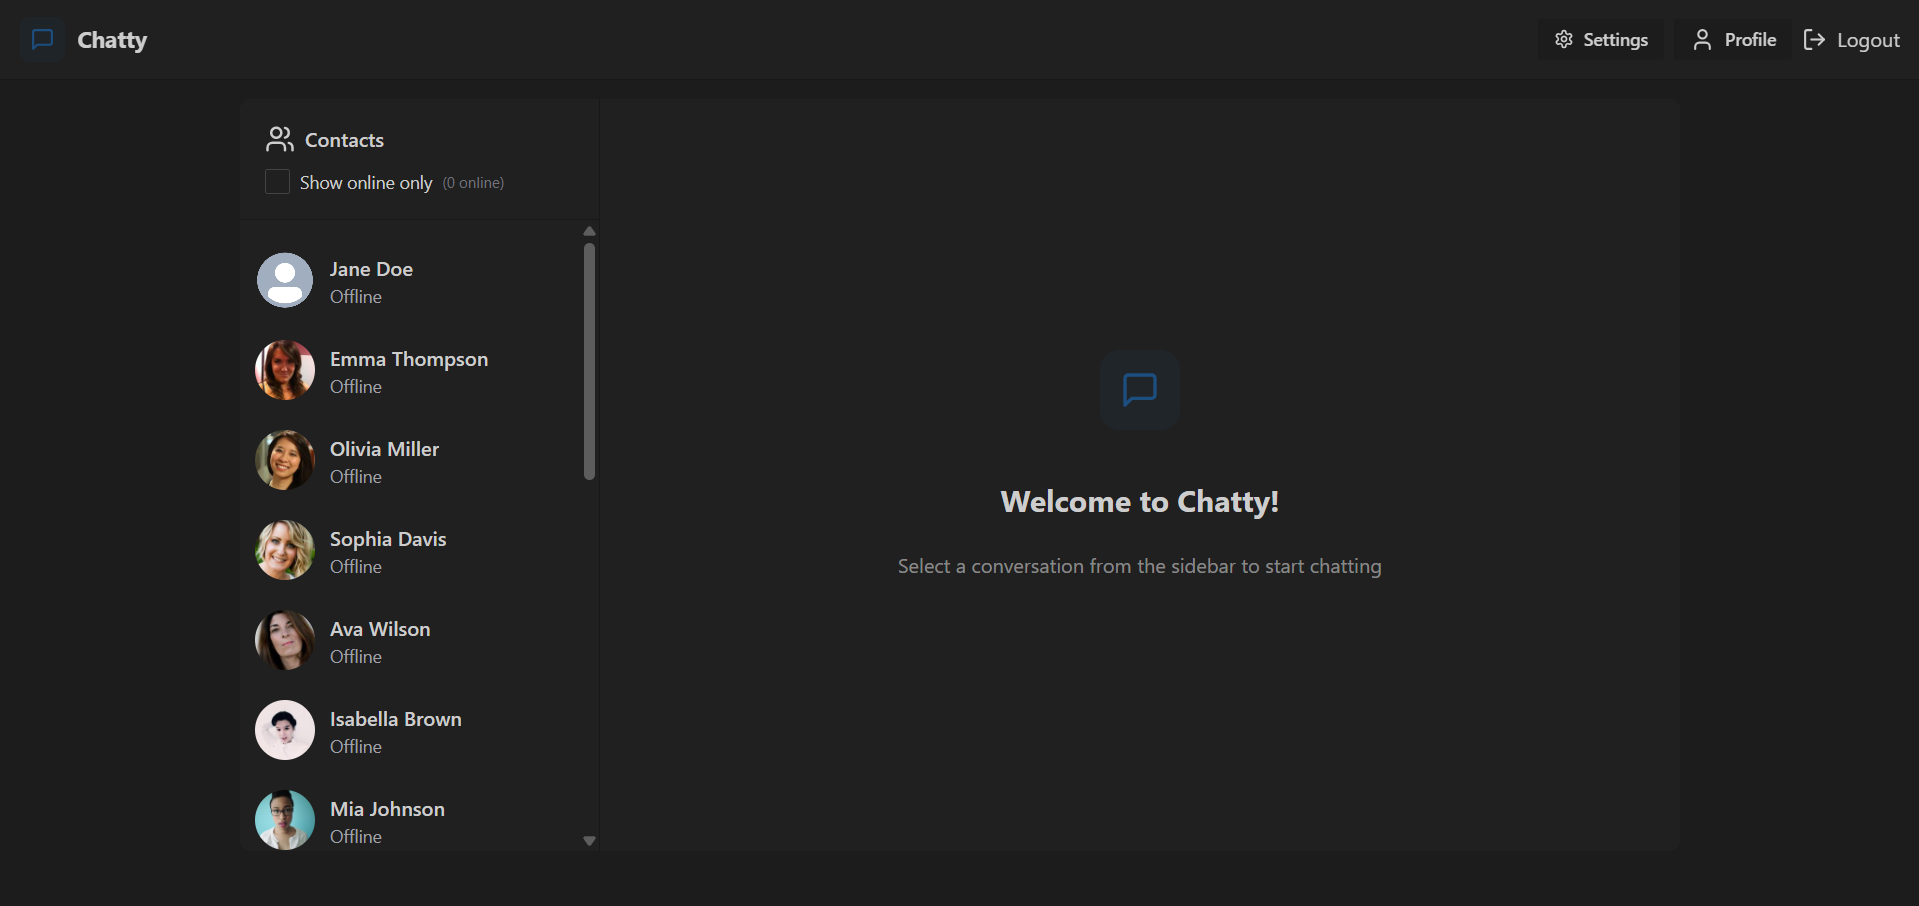 Chatty
Settings
Profile
Logout
Contacts
Show online only (0 online)
Jane Doe
Offline
Emma Thompson
Offline
Olivia Miller
Offline
Sophia Davis
Offline
Ava Wilson
Offline
Isabella Brown
Offline
Mia Johnson
Offline
Welcome to Chatty!
Select a conversation from the sidebar to start chatting